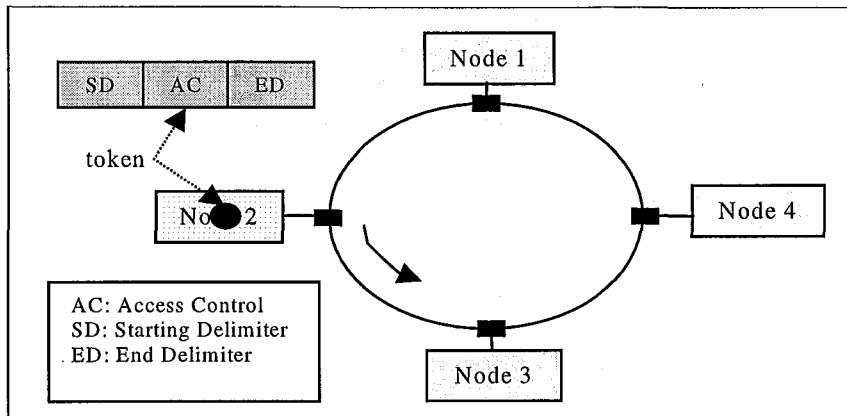 Node 1
SD AC ED
token
Node 2
Node 4
AC: Access Control
SD: Starting Delimiter
ED: End Delimiter
Node 3